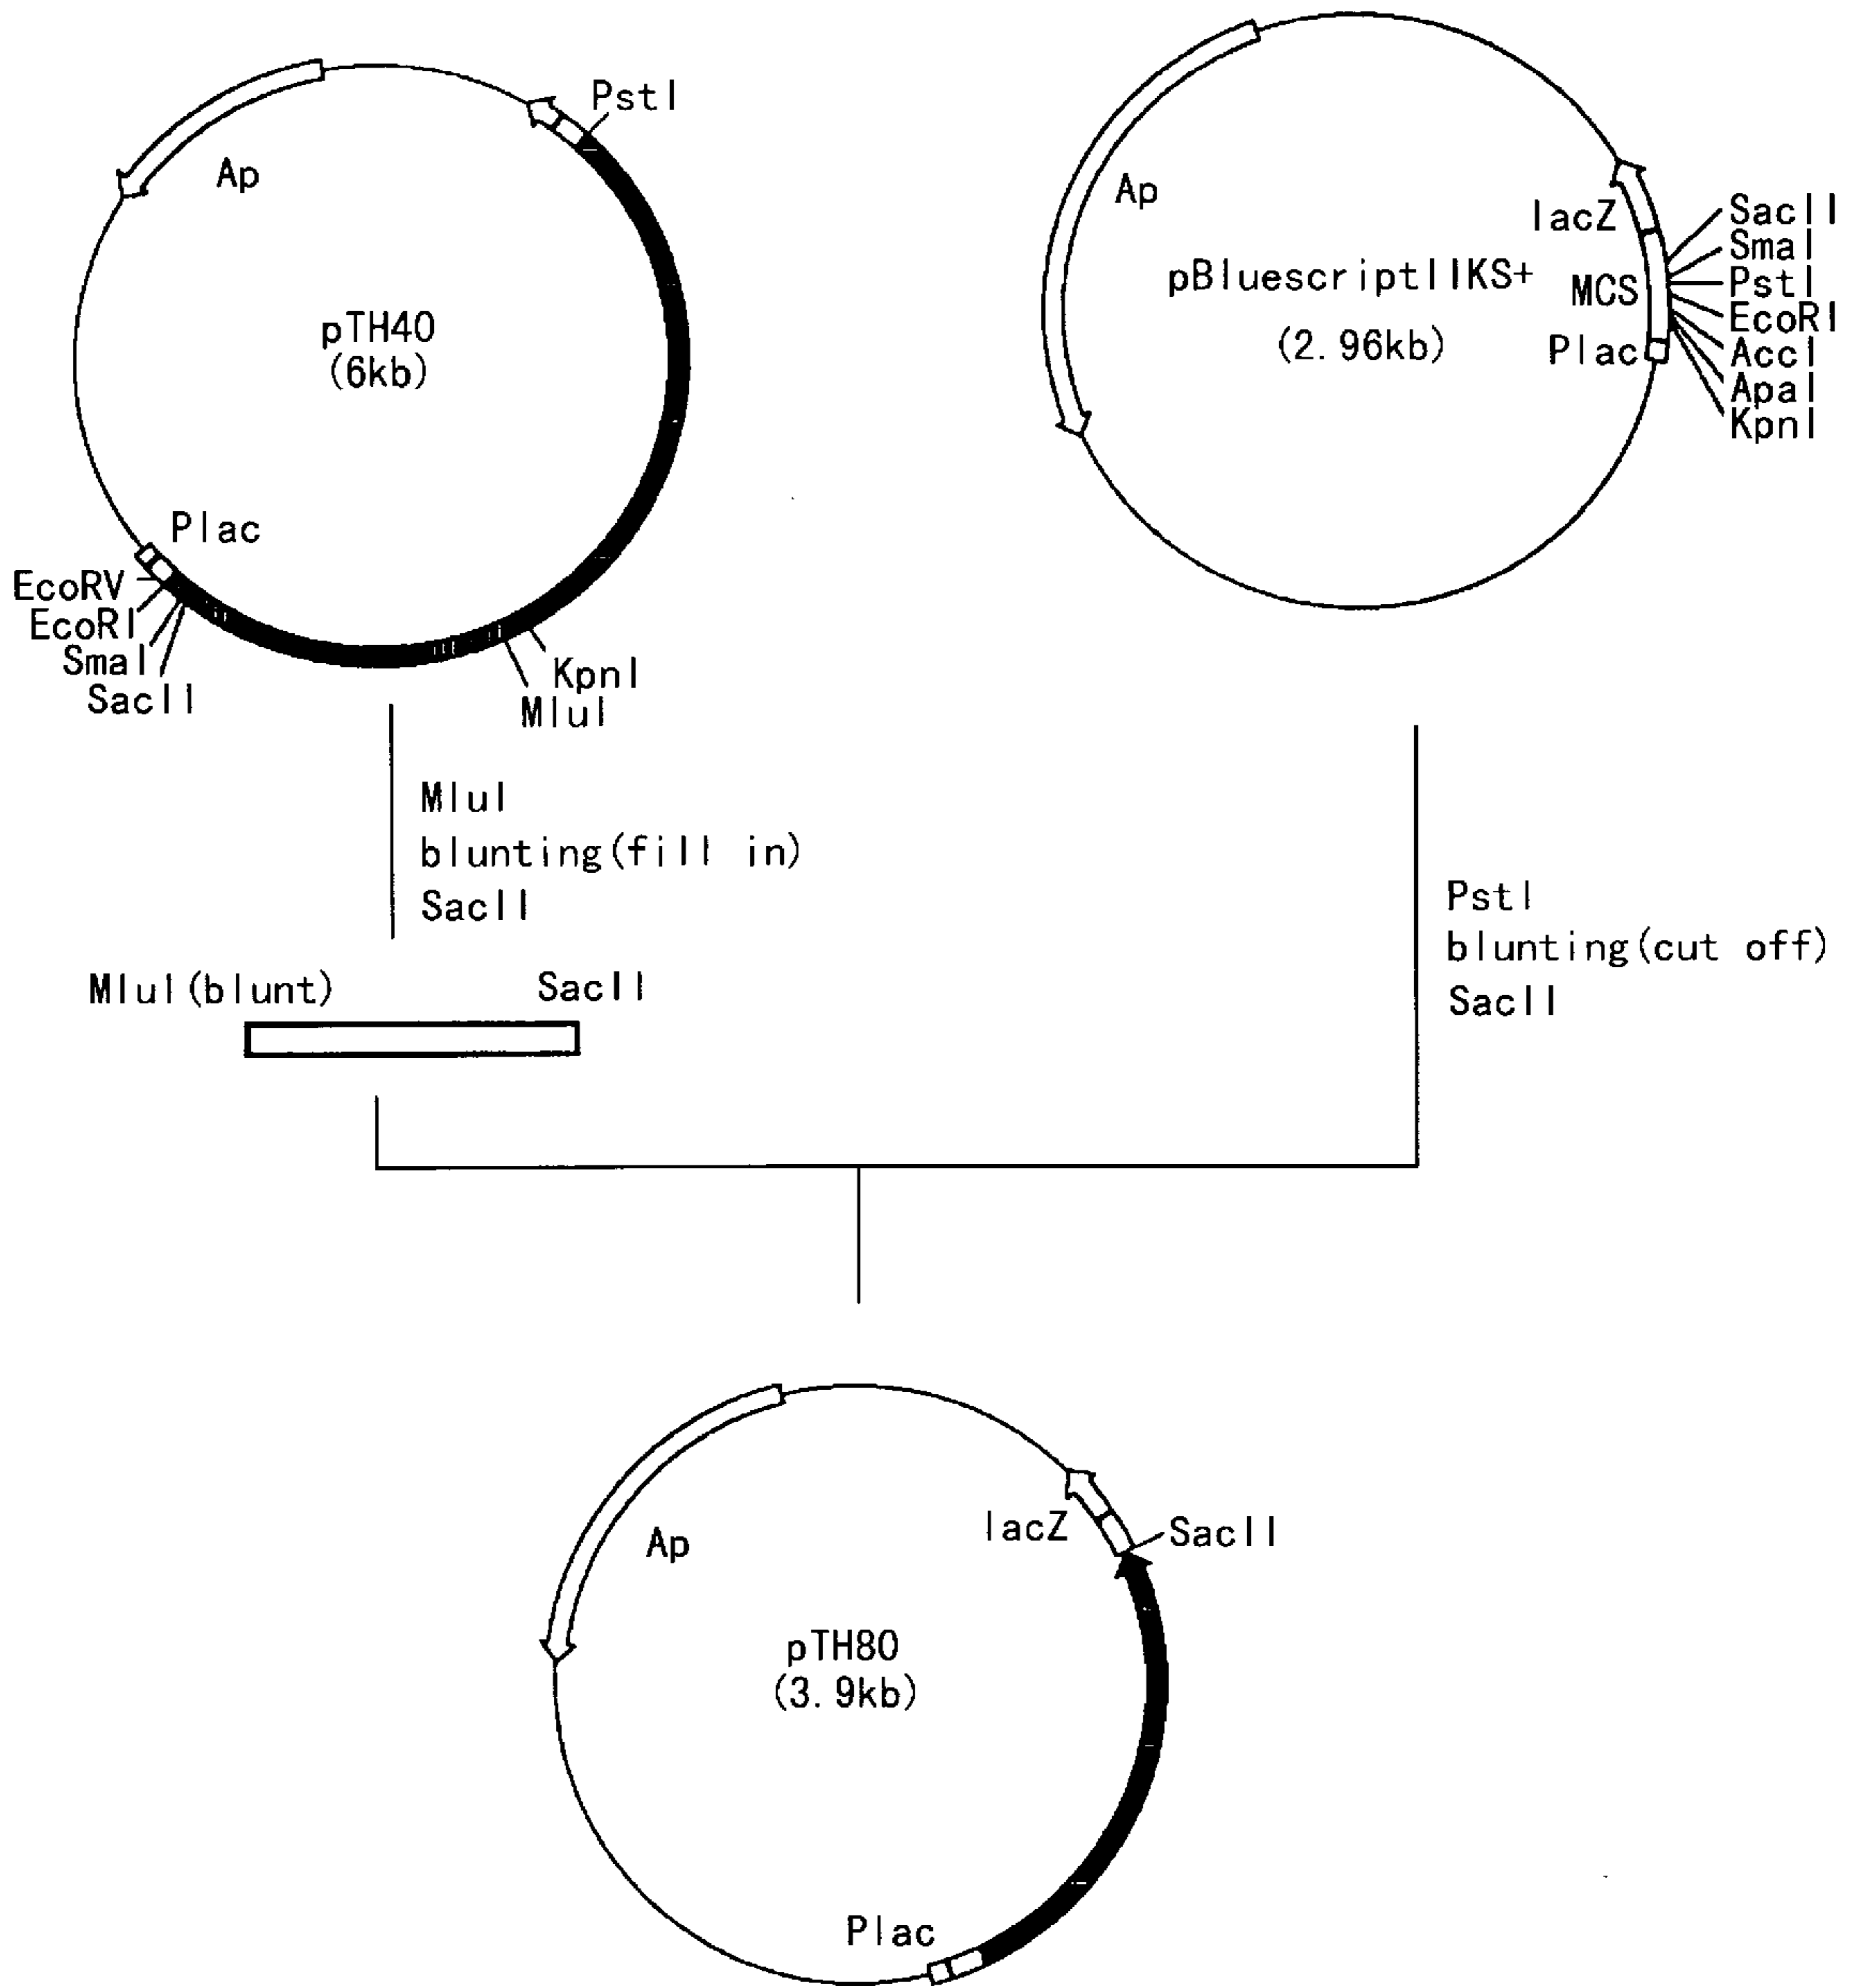 PstI
Ap
pTH40
(6kb)
Plac
EcoRV
EcoRI
SmaI
SacII
KpnI
MluI
Ap
pBluescriptIIKS+
(2.96kb)
lacZ
MCS
Plac
SacII
SmaI
PstI
EcoRI
AccI
ApaI
KpnI
MluI
blunting(fill in)
SacII
MluI(blunt)
SacII
PstI
blunting(cut off)
SacII
Ap
lacZ
SacII
pTH80
(3.9kb)
Plac